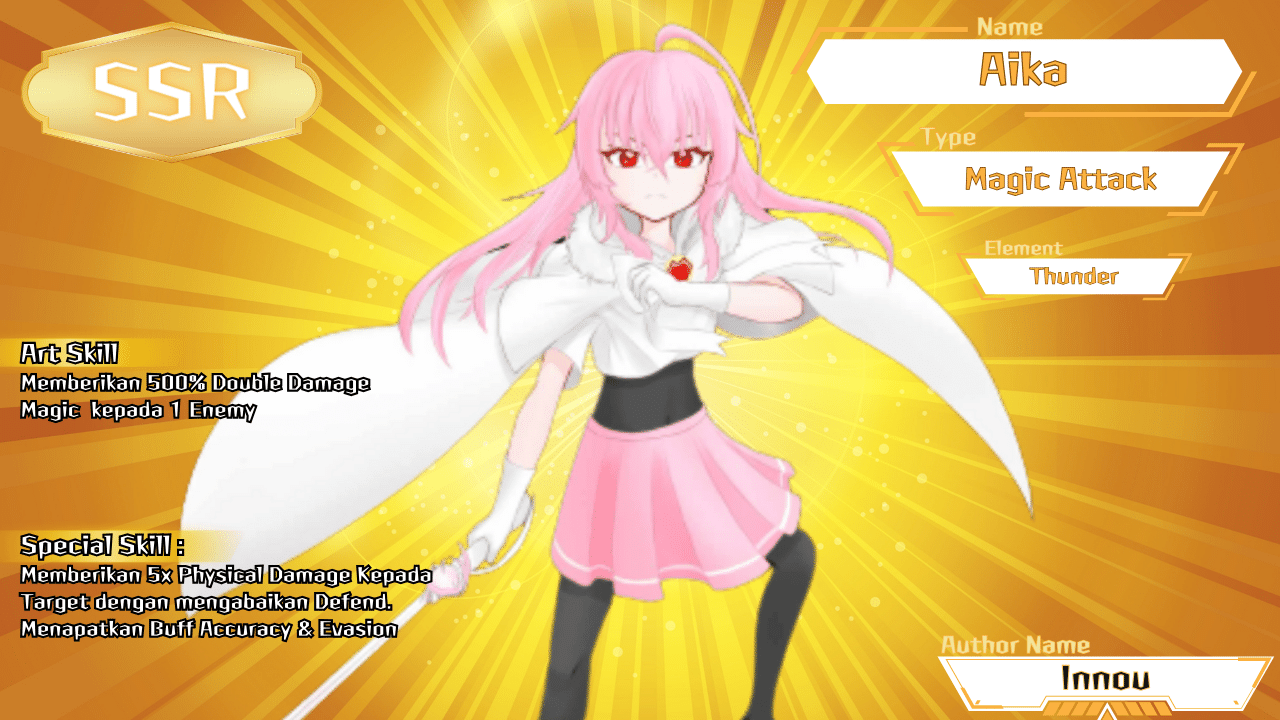 SSR
Name
Aika
Type
Magic Attack
Element
Thunder
Art Skill
Memberikan 500% Double Damage
Magic kepada 1 Enemy
Special Skill :
Memberikan 5x Physical Damage Kepada
Target dengan mengabaikan Defend.
Menapatkan Buff Accuracy & Evasion
Author Name
Innou